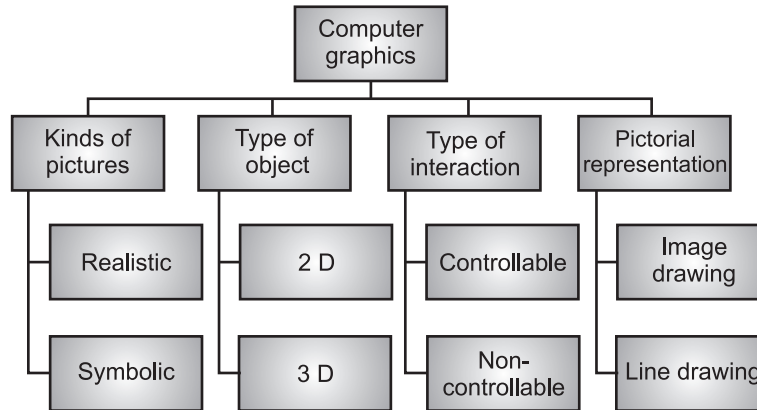 Computer
graphics
Kinds of
pictures
Type of
object
Type of
interaction
Pictorial
representation
Realistic
2 D
Controllable
Image
drawing
Symbolic
3 D
Non-
controllable
Line drawing